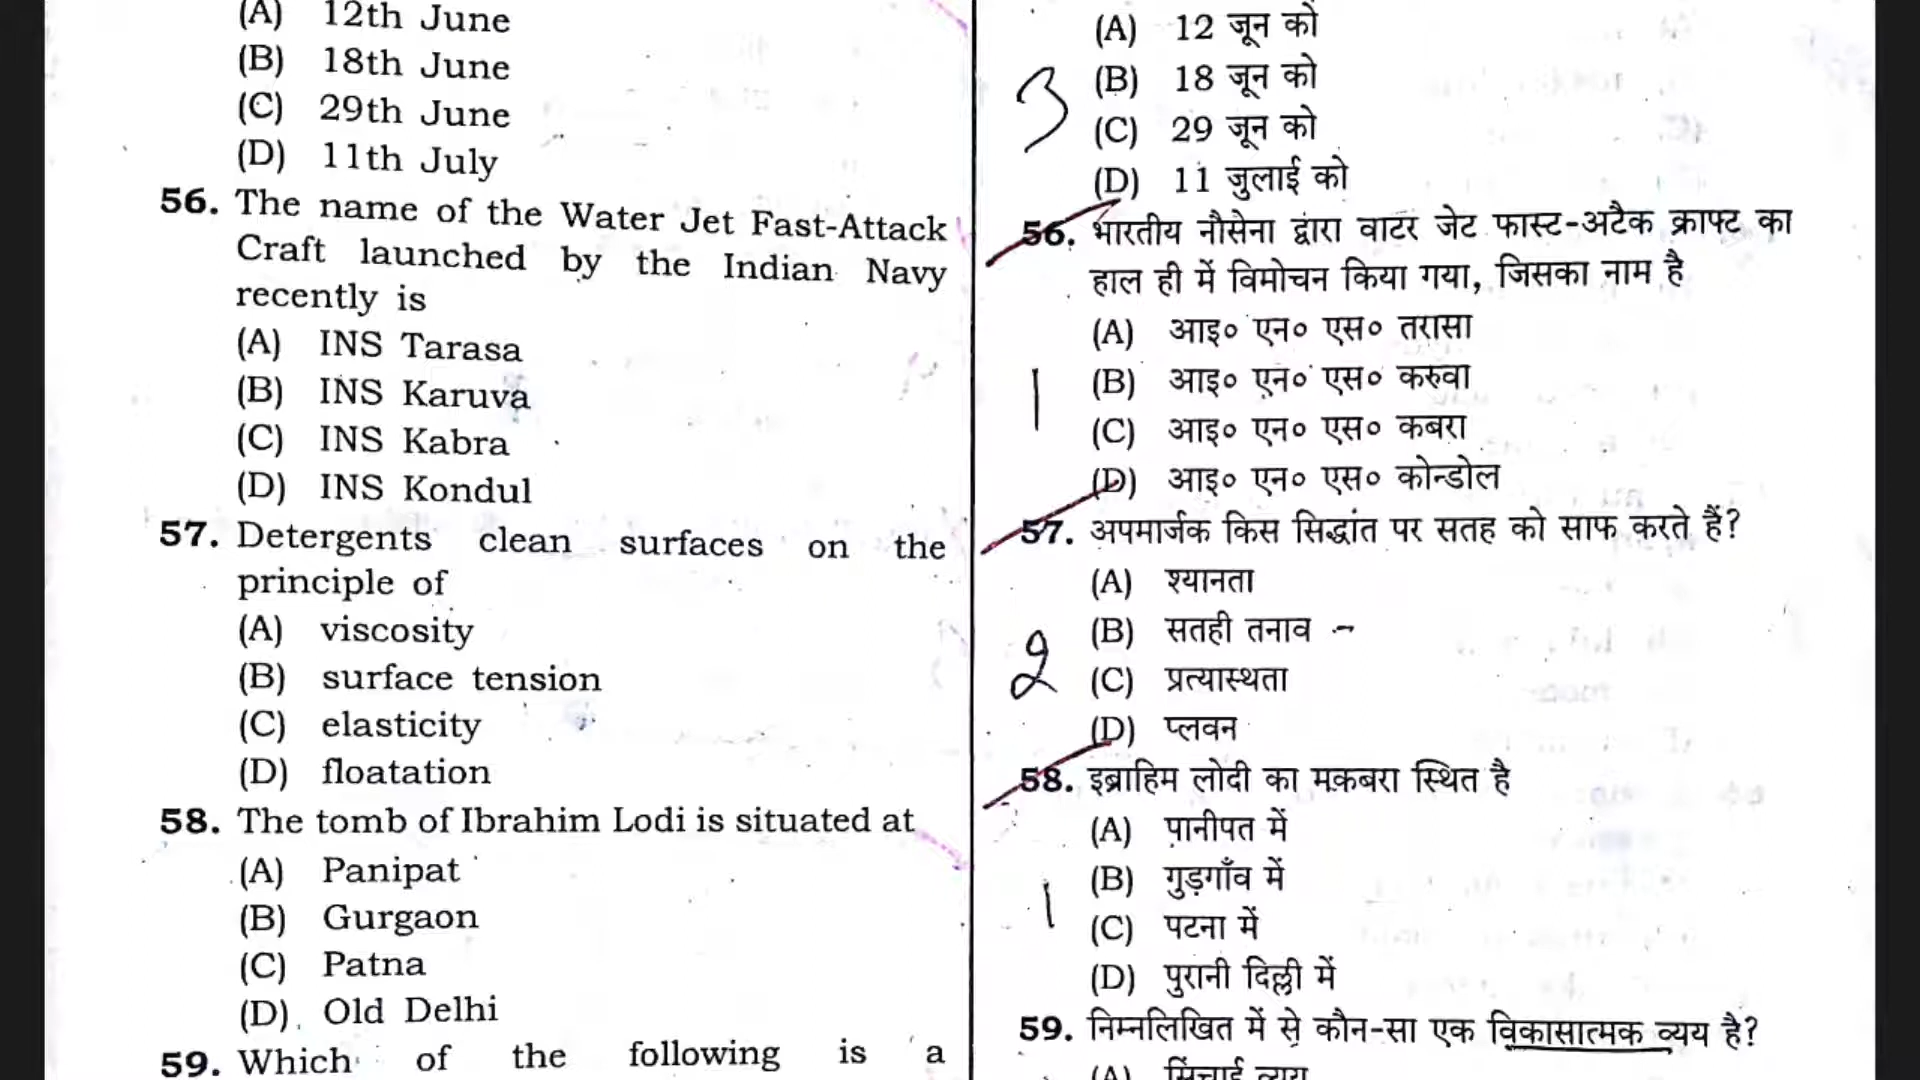 (A) 12th June
(B) 18th June
(C) 29th June
(D) 11th July
56. The name of the Water Jet Fast-Attack
Craft launched by the Indian Navy
recently is
(A) INS Tarasa
(B) INS Karuva
(C) INS Kabra
(D) INS Kondul
57. Detergents clean surfaces on the
principle of
(A) viscosity
(B) surface tension
(C) elasticity
(D) floatation
58. The tomb of Ibrahim Lodi is situated at
(A) Panipat
(B) Gurgaon
(C) Patna
(D) Old Delhi
59. Which of the following is a
(A) 12 जून को
(B) 18 जून को
3
(C) 29 जून को
(D) 11 जुलाई को
56. भारतीय नौसेना द्वारा वाटर जेट फास्ट-अटैक क्राफ्ट का
हाल ही में विमोचन किया गया, जिसका नाम है
(A) आइ० एन० एस० तरासा
(B) आइ० एन० एस० करुवा
1
(C) आइ० एन० एस० कबरा
(D) आइ० एन० एस० कोन्डोल
57. अपमार्जक किस सिद्धांत पर सतह को साफ करते हैं?
(A) श्यानता
(B) सतही तनाव
2
(C) प्रत्यास्थता
(D) प्लवन
58. इब्राहिम लोदी का मकबरा स्थित है
(A) पानीपत में
(B) गुड़गाँव में
1
(C) पटना में
(D) पुरानी दिल्ली में
59. निम्नलिखित में से कौन-सा एक विकासात्मक व्यय है?
(A) सिंचाई व्यय